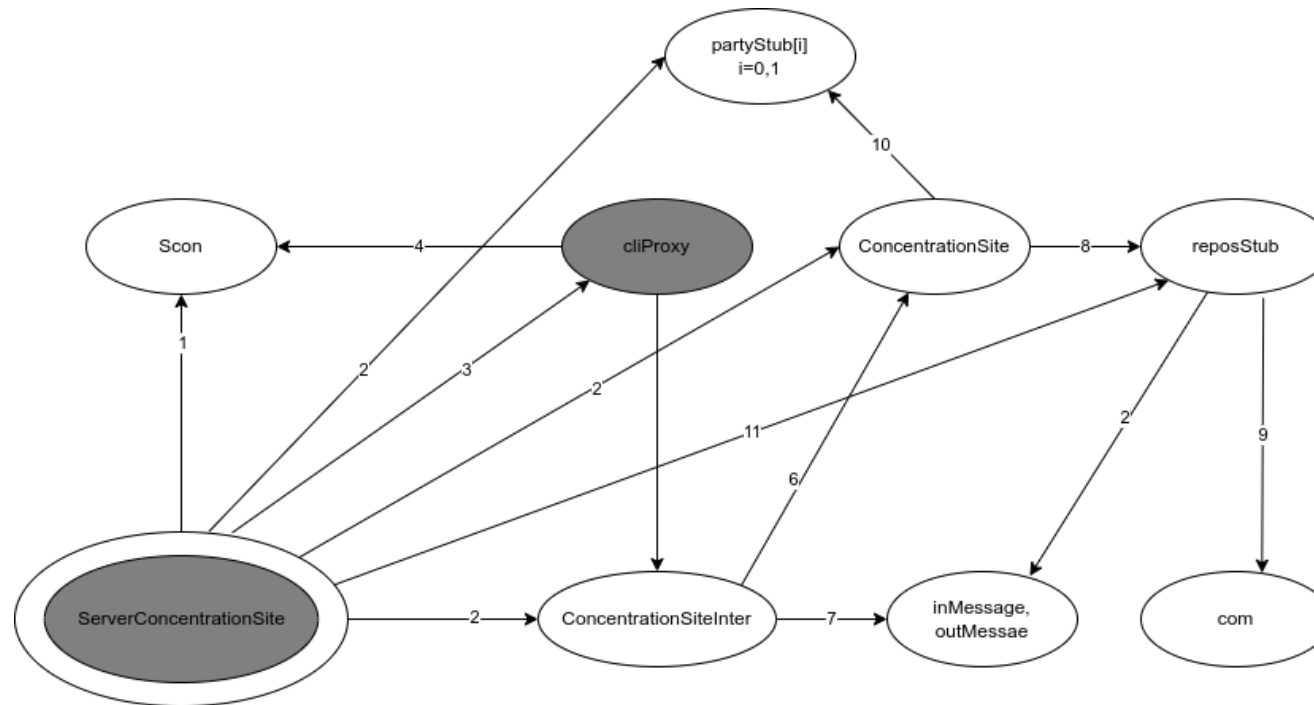 partyStub[i]
i=0,1
10
Scon
4
cliProxy
ConcentrationSite
8
reposStub
1
2
3
2
11
2
9
6
ServerConcentrationSite
2
ConcentrationSiteInter
7
inMessage,
outMessae
com